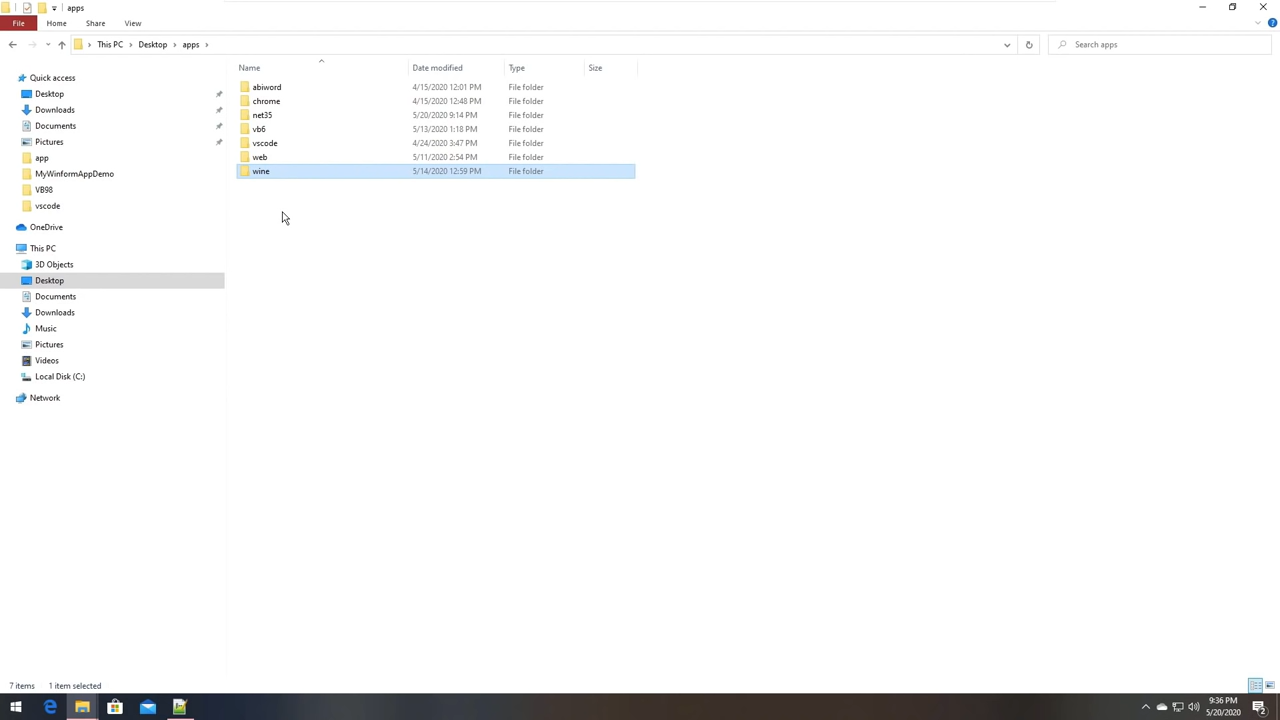 apps
File Home Share View
This PC Desktop apps
Search apps
Name Date modified Type Size
Quick access
Desktop
Downloads
Documents
Pictures
app
MyWinformAppDemo
VB98
vscode
OneDrive
This PC
3D Objects
Desktop
Documents
Downloads
Music
Pictures
Videos
Local Disk (C:)
Network
abiword 4/15/2020 12:01 PM File folder
chrome 4/15/2020 12:48 PM File folder
net35 5/20/2020 9:14 PM File folder
vb6 5/13/2020 1:18 PM File folder
vscode 4/24/2020 3:47 PM File folder
web 5/11/2020 2:54 PM File folder
wine 5/14/2020 12:59 PM File folder
7 items 1 item selected
9:36 PM
5/20/2020
2